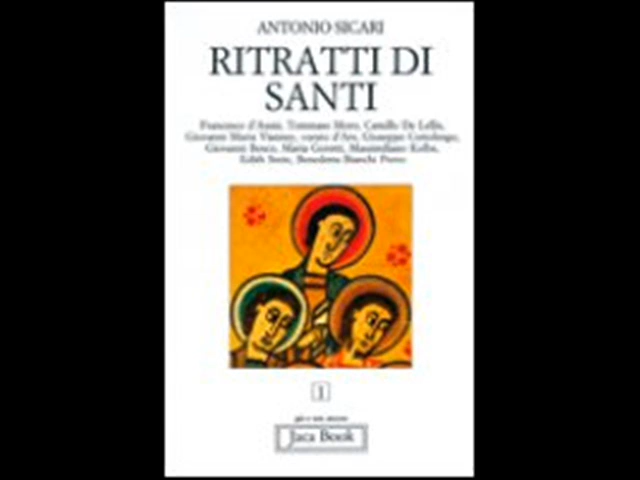 ANTONIO SICARI
RITRATTI DI
SANTI
Francesco d'Assisi, Tommaso Moro, Camillo De Lellis,
Giovanni Maria Vianney, curato d'Ars, Giuseppe Cottolengo,
Giovanni Bosco, Maria Goretti, Massimiliano Kolbe,
Edith Stein, Benedetta Bianchi Porro
1
Jaca Book